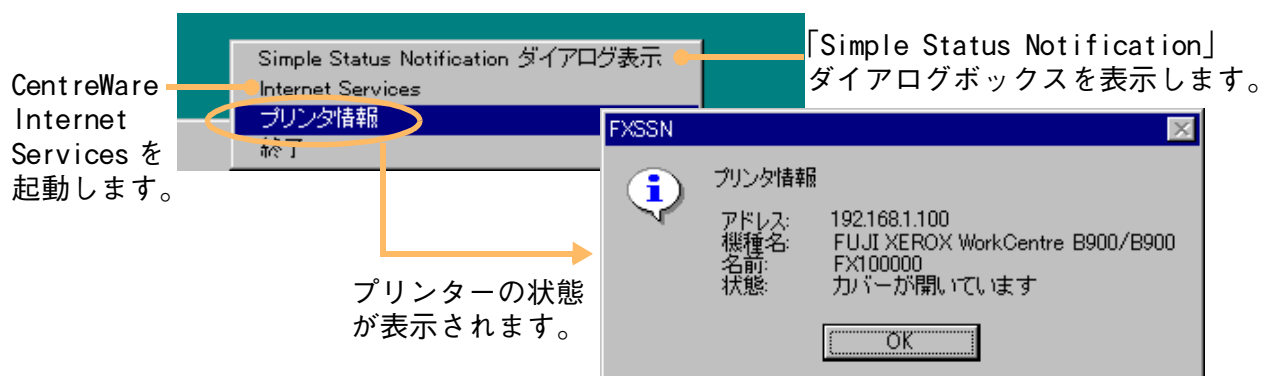 CentreWare
Internet
Services を
起動します。
Simple Status Notification ダイアログ表示
Internet Services
プリンタ情報
終了
「Simple Status Notification」
ダイアログボックスを表示します。
プリンターの状態
が表示されます。
FXSSN
プリンタ情報
アドレス: 192.168.1.100
機種名: FUJI XEROX WorkCentre B900/B900
名前: FX100000
状態: カバーが開いています
OK